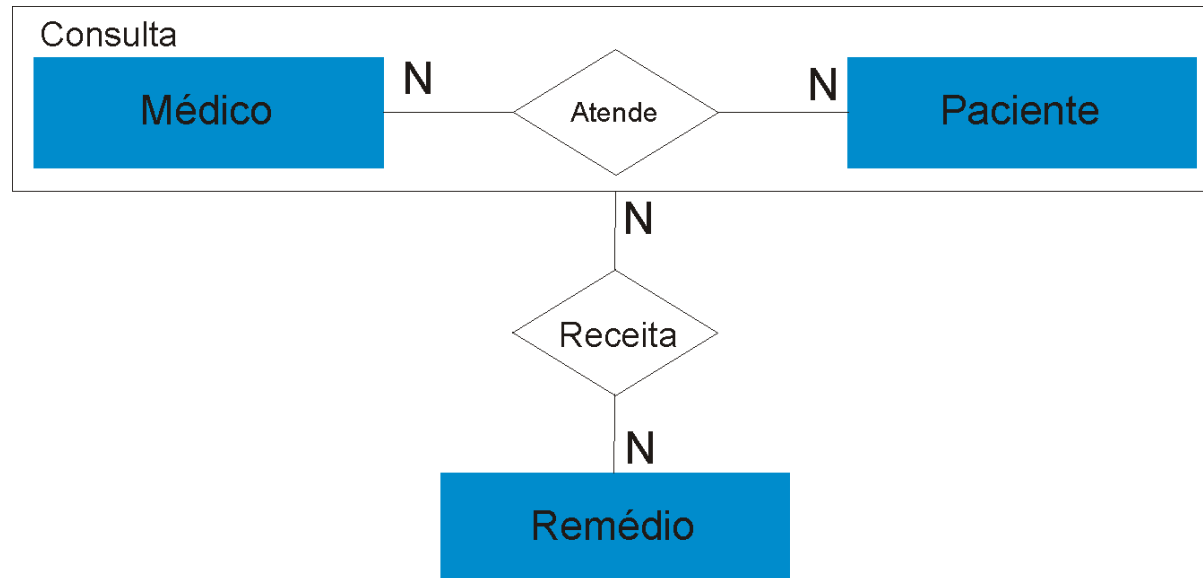 Consulta
Médico
N
Atende
N
Paciente
N
Receita
N
Remédio